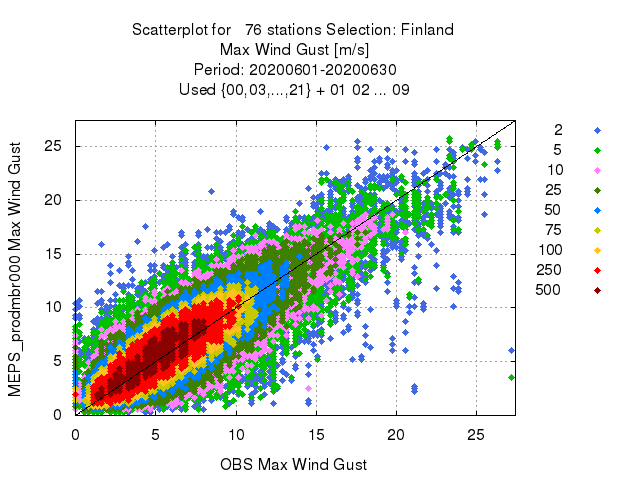 Scatterplot for 76 stations Selection: Finland
Max Wind Gust [m/s]
Period: 20200601-20200630
Used {00,03,...,21} + 01 02 ... 09
MEPS_prodmbr000 Max Wind Gust
25
20
15
10
5
0
0 5 10 15 20 25
OBS Max Wind Gust
2
5
10
25
50
75
100
250
500